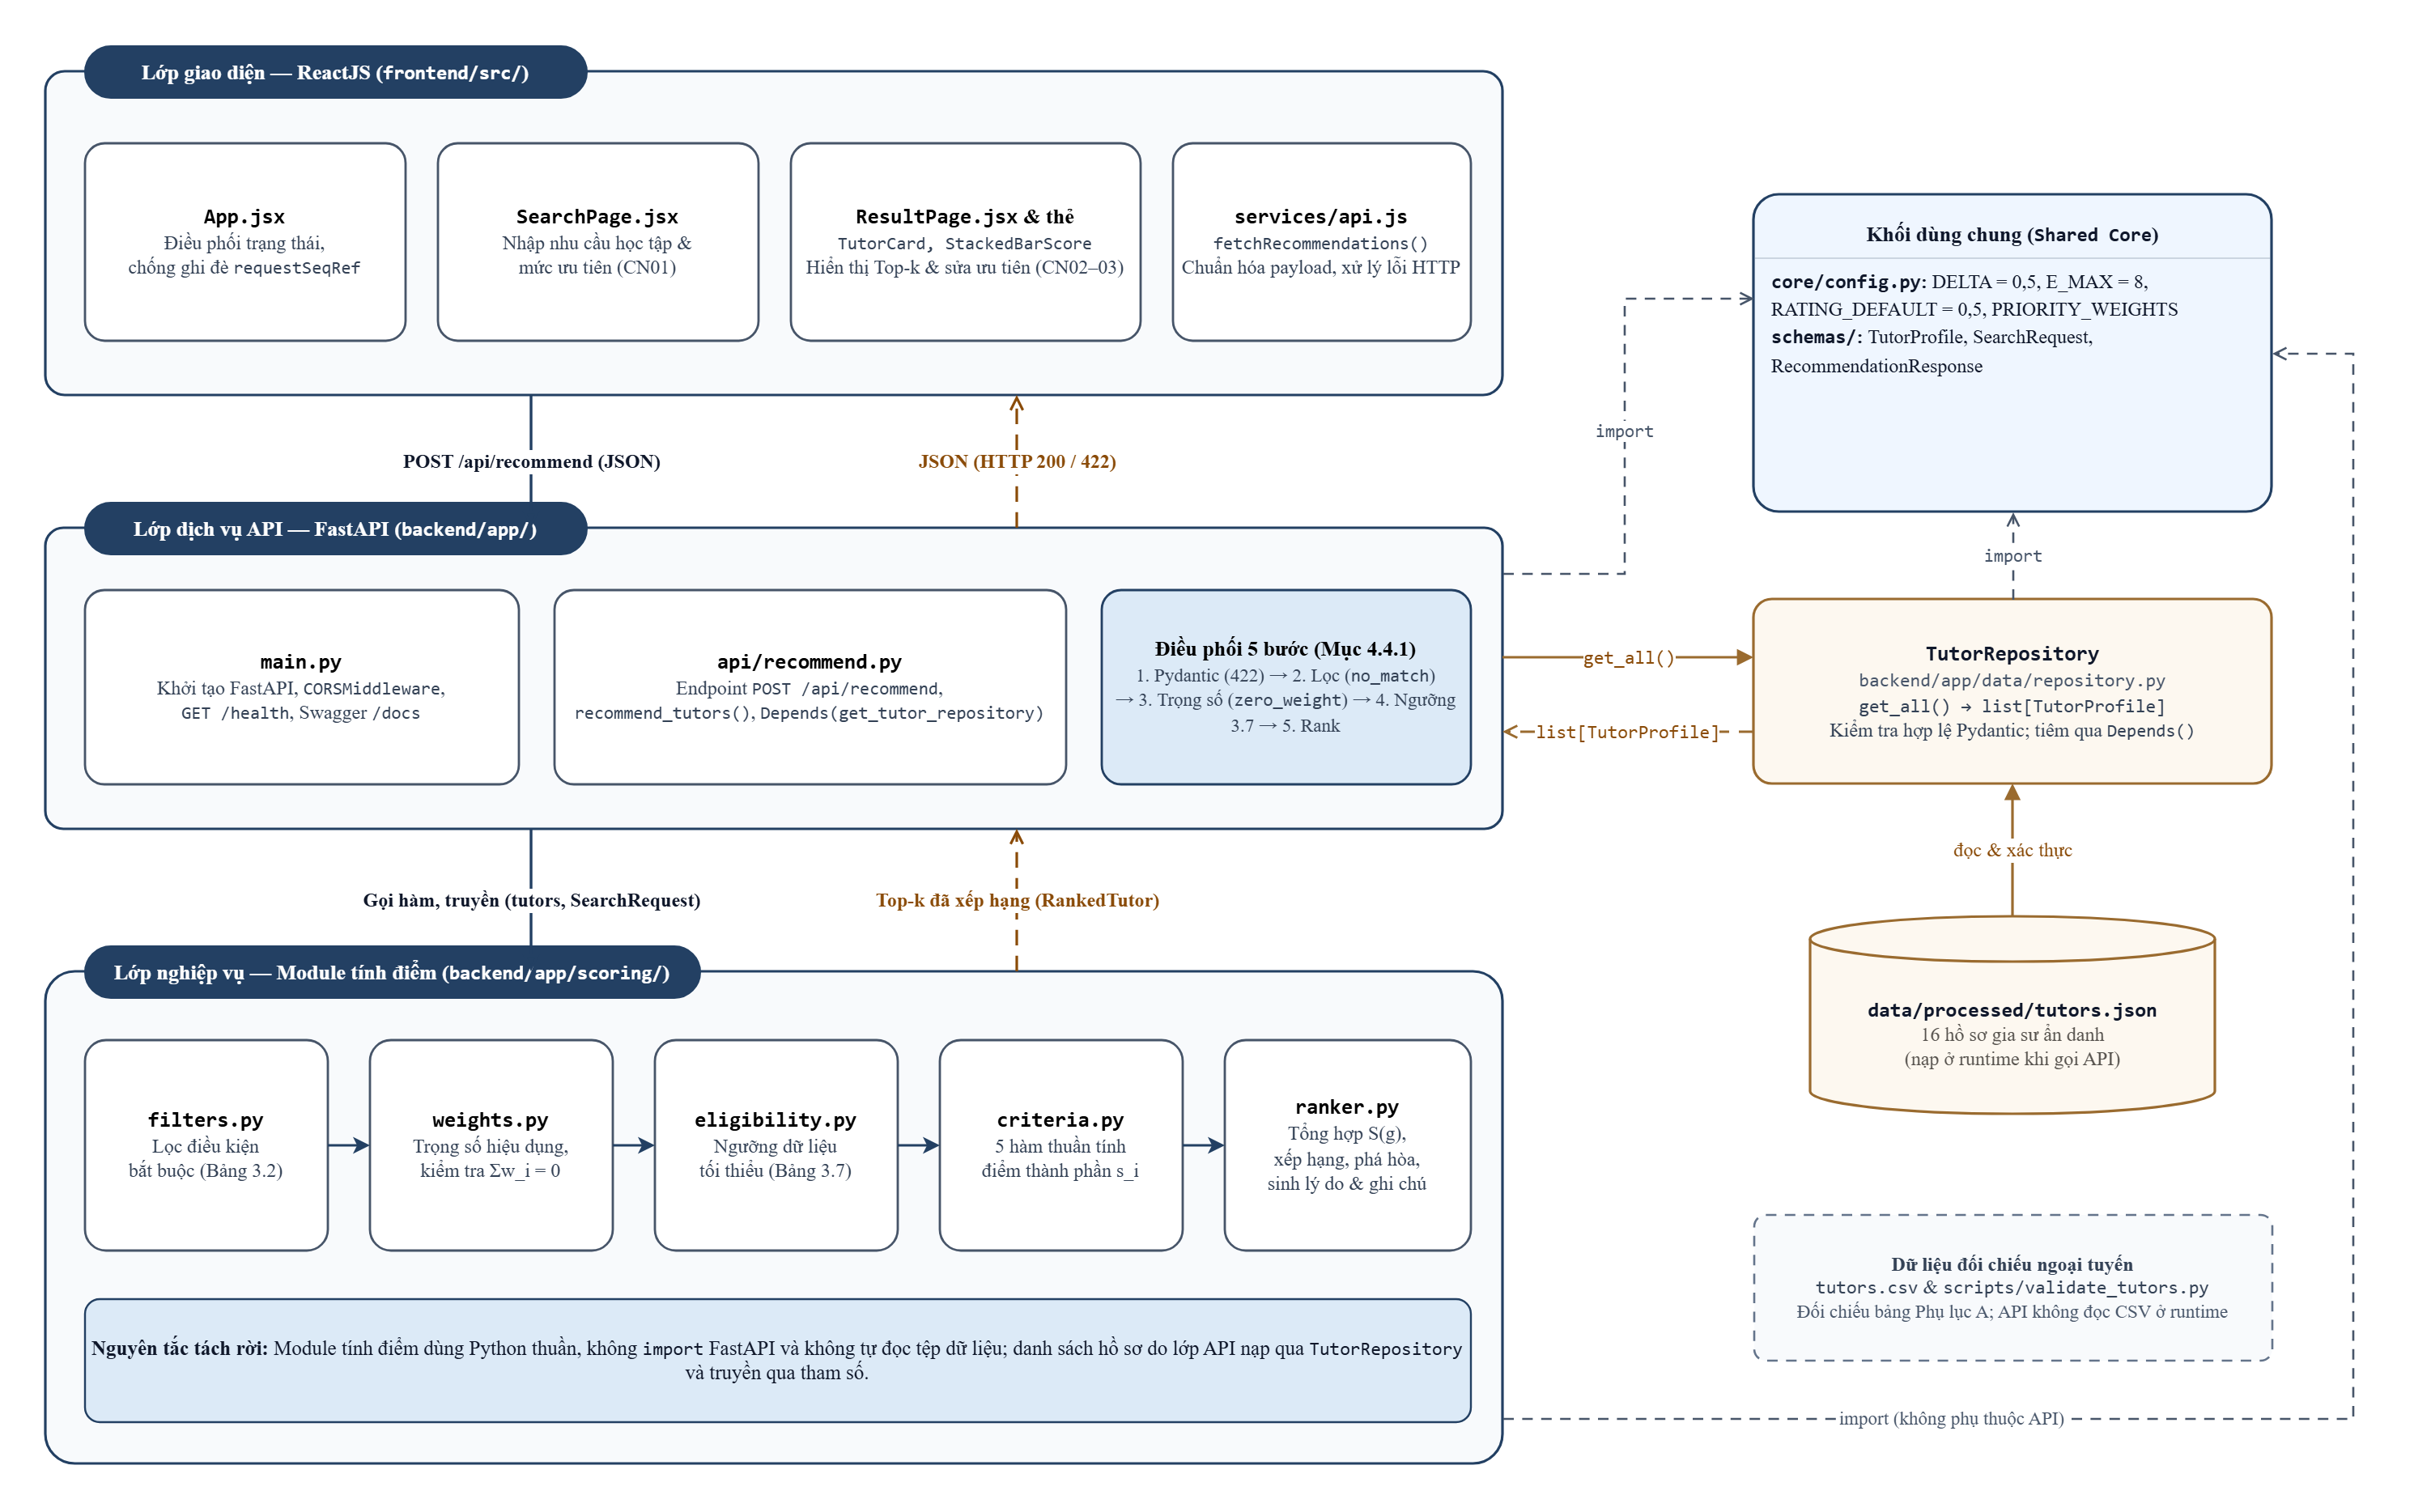 Lớp giao diện — ReactJS (frontend/src/)
App.jsx
Điều phối trạng thái,
chống ghi đè requestSeqRef
SearchPage.jsx
Nhập nhu cầu học tập &
mức ưu tiên (CN01)
ResultPage.jsx & thẻ
TutorCard, StackedBarScore
Hiển thị Top-k & sửa ưu tiên (CN02–03)
services/api.js
fetchRecommendations()
Chuẩn hóa payload, xử lý lỗi HTTP
Khối dùng chung (Shared Core)
core/config.py: DELTA = 0,5, E_MAX = 8,
RATING_DEFAULT = 0,5, PRIORITY_WEIGHTS
schemas/: TutorProfile, SearchRequest,
RecommendationResponse
import
POST /api/recommend (JSON)
JSON (HTTP 200 / 422)
Lớp dịch vụ API — FastAPI (backend/app/)
main.py
Khởi tạo FastAPI, CORSMiddleware,
GET /health, Swagger /docs
api/recommend.py
Endpoint POST /api/recommend,
recommend_tutors(), Depends(get_tutor_repository)
Điều phối 5 bước (Mục 4.4.1)
1. Pydantic (422) → 2. Lọc (no_match)
→ 3. Trọng số (zero_weight) → 4. Ngưỡng
3.7 → 5. Rank
import
get_all()
list[TutorProfile]
TutorRepository
backend/app/data/repository.py
get_all() → list[TutorProfile]
Kiểm tra hợp lệ Pydantic; tiêm qua Depends()
đọc & xác thực
Gọi hàm, truyền (tutors, SearchRequest)
Top-k đã xếp hạng (RankedTutor)
data/processed/tutors.json
16 hồ sơ gia sư ẩn danh
(nạp ở runtime khi gọi API)
Lớp nghiệp vụ — Module tính điểm (backend/app/scoring/)
filters.py
Lọc điều kiện
bắt buộc (Bảng 3.2)
weights.py
Trọng số hiệu dụng,
kiểm tra Σw_i = 0
eligibility.py
Ngưỡng dữ liệu
tối thiểu (Bảng 3.7)
criteria.py
5 hàm thuần tính
điểm thành phần s_i
ranker.py
Tổng hợp S(g),
xếp hạng, phá hòa,
sinh lý do & ghi chú
Nguyên tắc tách rời: Module tính điểm dùng Python thuần, không import FastAPI và không tự đọc tệp dữ liệu; danh sách hồ sơ do lớp API nạp qua TutorRepository
và truyền qua tham số.
Dữ liệu đối chiếu ngoại tuyến
tutors.csv & scripts/validate_tutors.py
Đối chiếu bảng Phụ lục A; API không đọc CSV ở runtime
import (không phụ thuộc API)